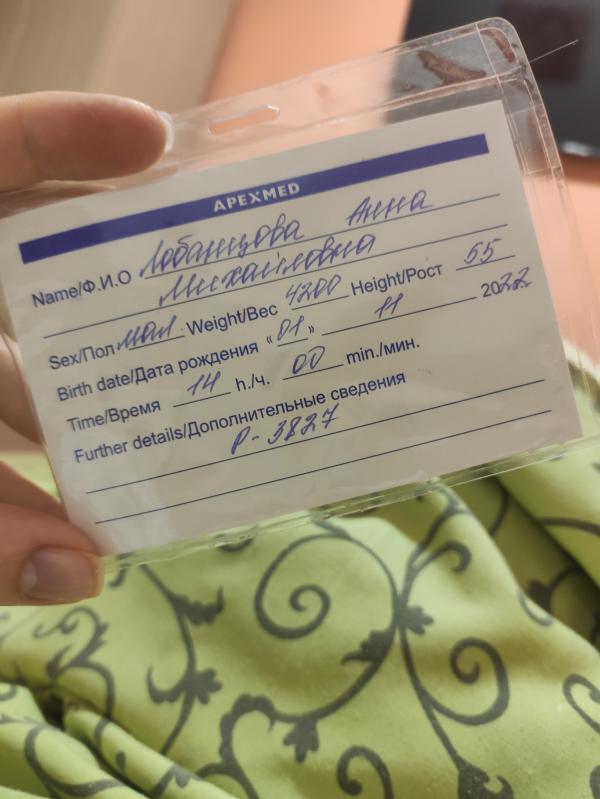 APEXMED
Name/Ф.И.О Лобанцова Анна
Михайловна
Sex/Пол мал Weight/Вес 4200 Height/Рост 55
Birth date/Дата рождения «01» 11 2022
Time/Время 14 h./ч. 00 min./мин.
Further details/Дополнительные сведения
Р-3827